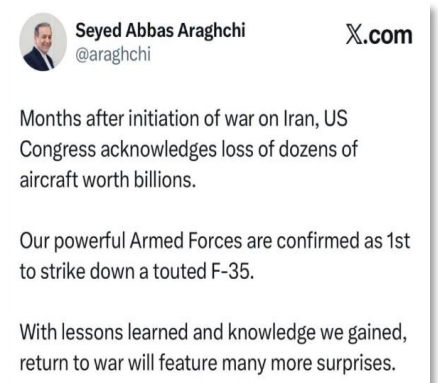 Seyed Abbas Araghchi
X.com
@araghchi
Months after initiation of war on Iran, US
Congress acknowledges loss of dozens of
aircraft worth billions.
Our powerful Armed Forces are confirmed as 1st
to strike down a touted F-35.
With lessons learned and knowledge we gained,
return to war will feature many more surprises.